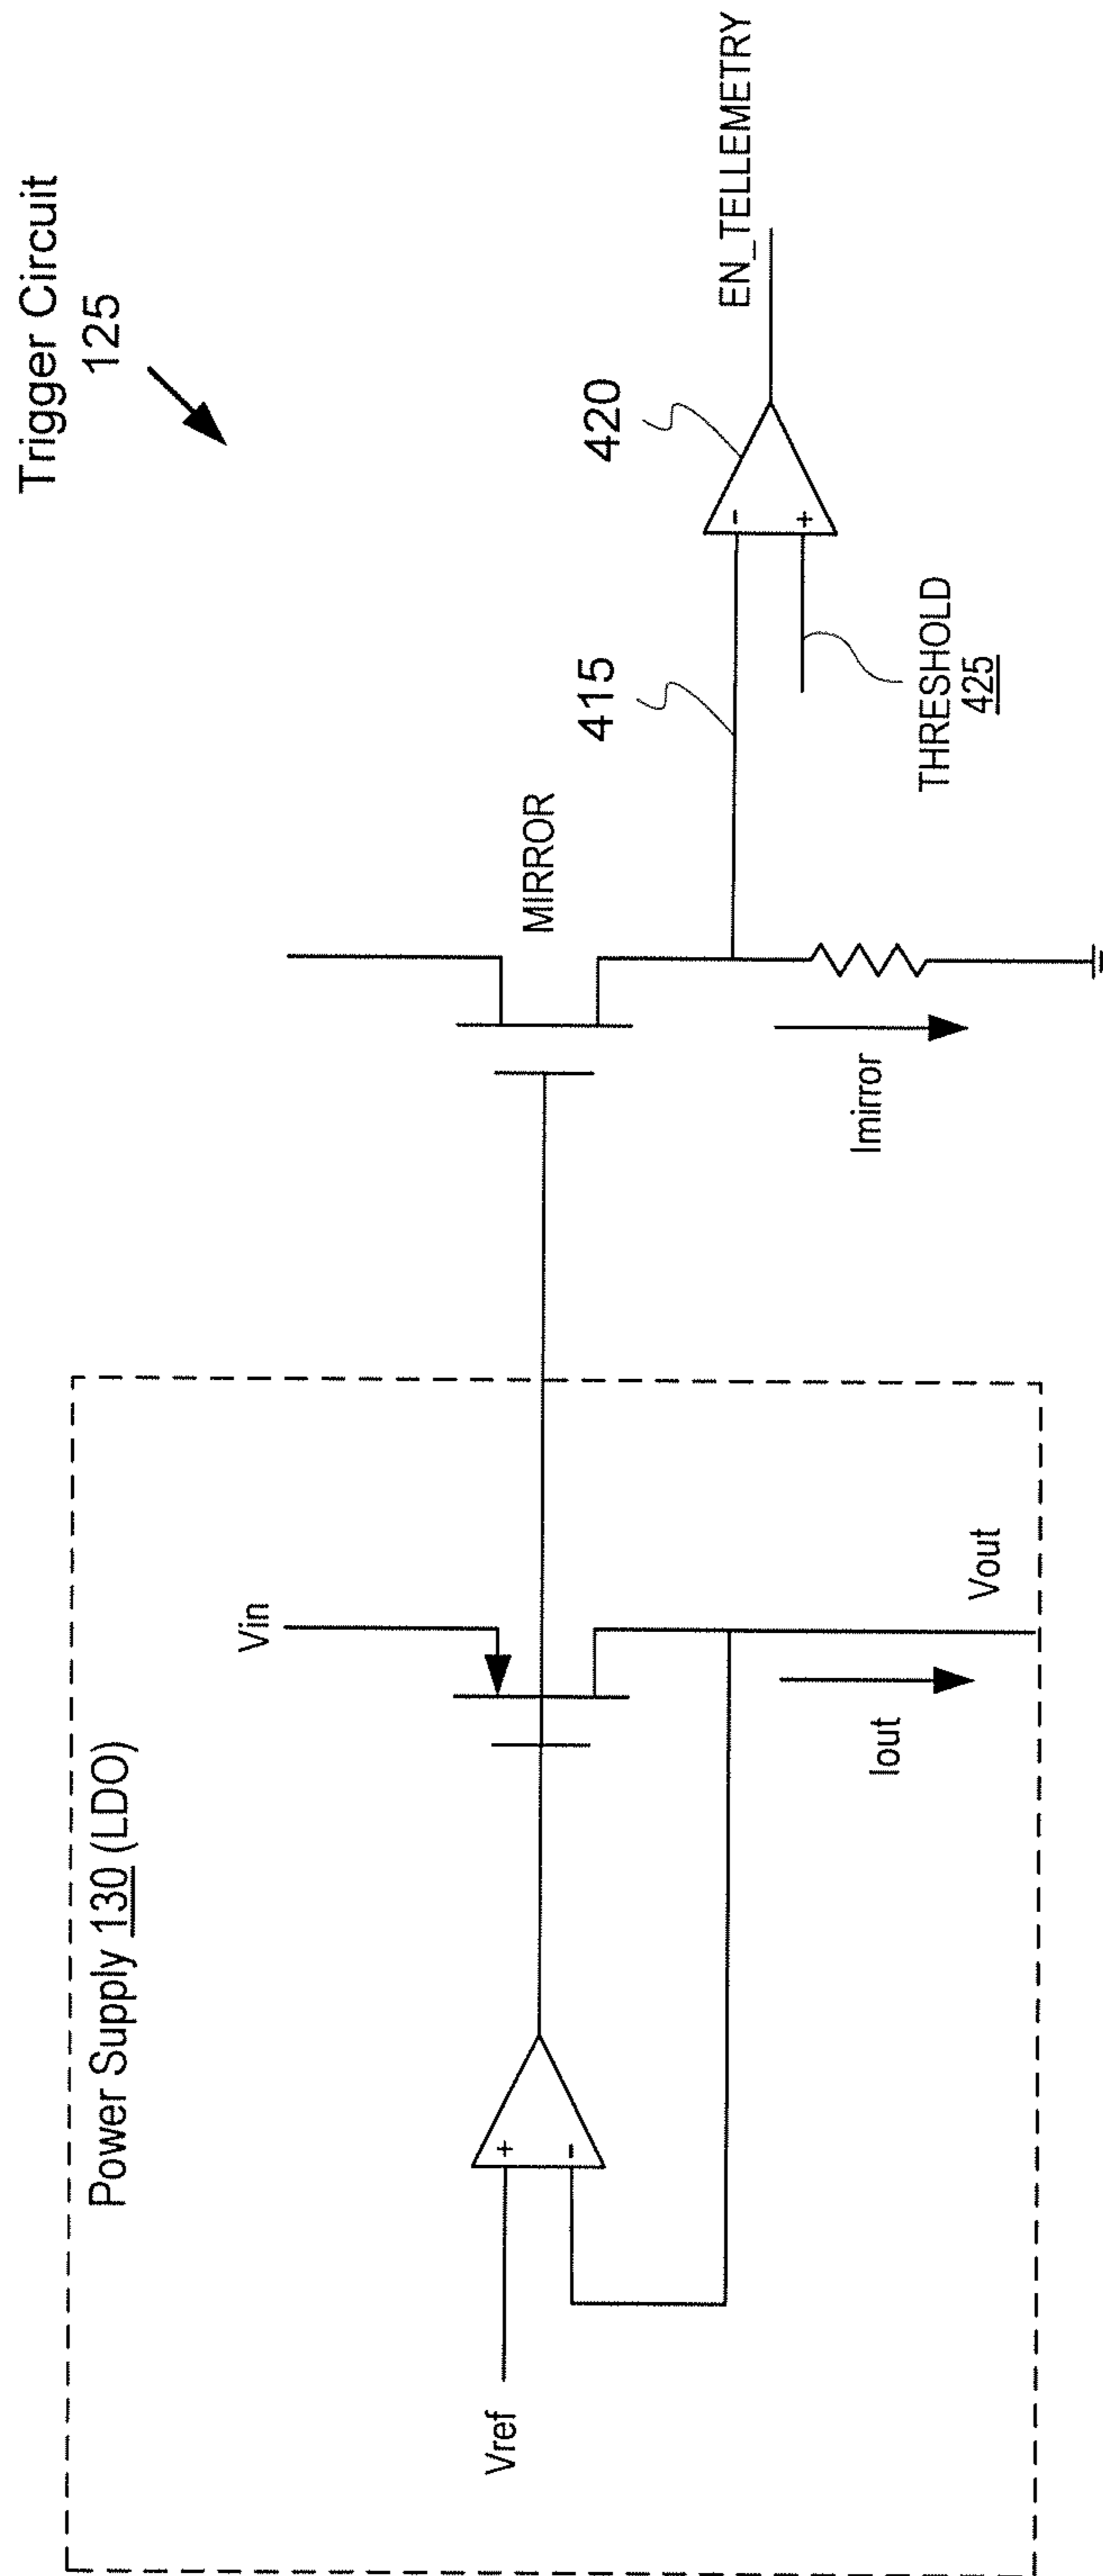 Trigger Circuit
125
Power Supply 130 (LDO)
Vin
Vref
+
-
Iout
Vout
MIRROR
Imirror
415
420
-
+
THRESHOLD
425
EN_TELLEMETRY